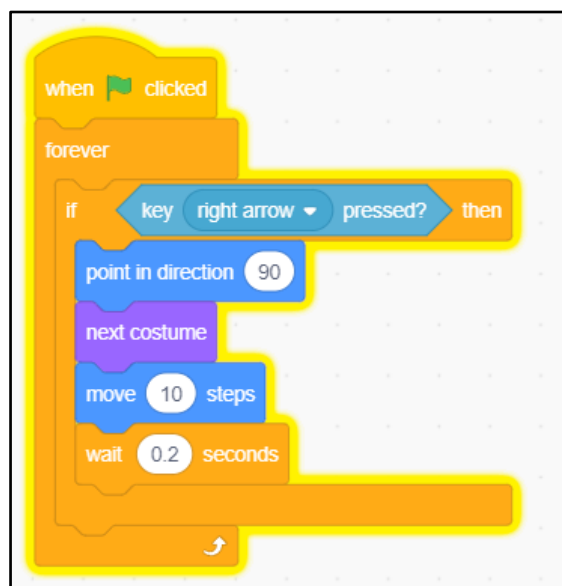 when clicked
forever
if key right arrow pressed? then
point in direction 90
next costume
move 10 steps
wait 0.2 seconds